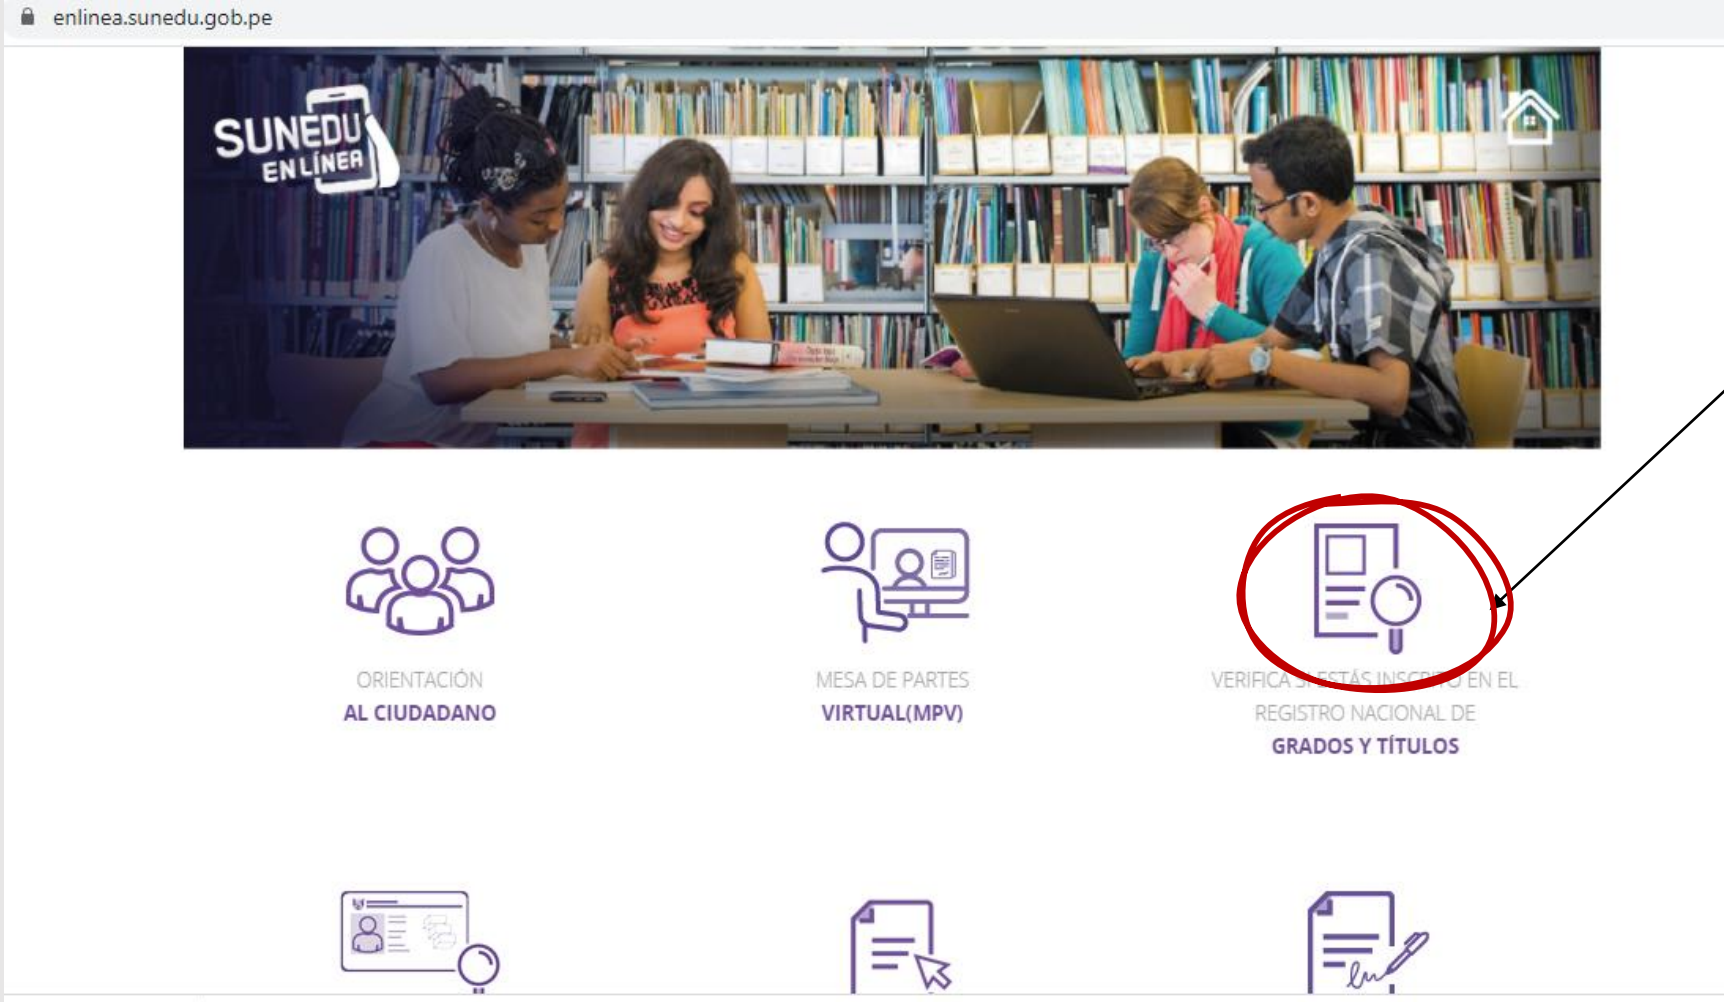 enlinea.sunedu.gob.pe
SUNEDU
EN LÍNEA
ORIENTACIÓN
AL CIUDADANO
MESA DE PARTES
VIRTUAL(MPV)
VERIFICA SI ESTÁS INSCRITO EN EL
REGISTRO NACIONAL DE
GRADOS Y TÍTULOS